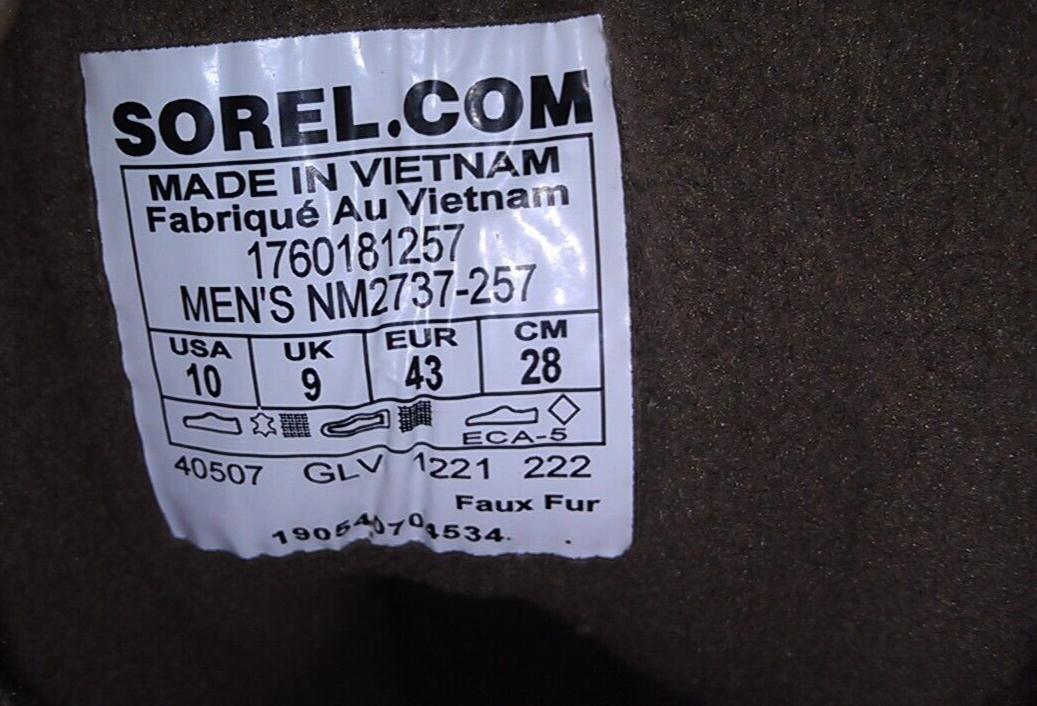 SOREL.COM
MADE IN VIETNAM
Fabriqué Au Vietnam
1760181257
MEN'S NM2737-257
USA UK EUR CM
10 9 43 28
ECA-5
40507 GLV 1221 222
Faux Fur